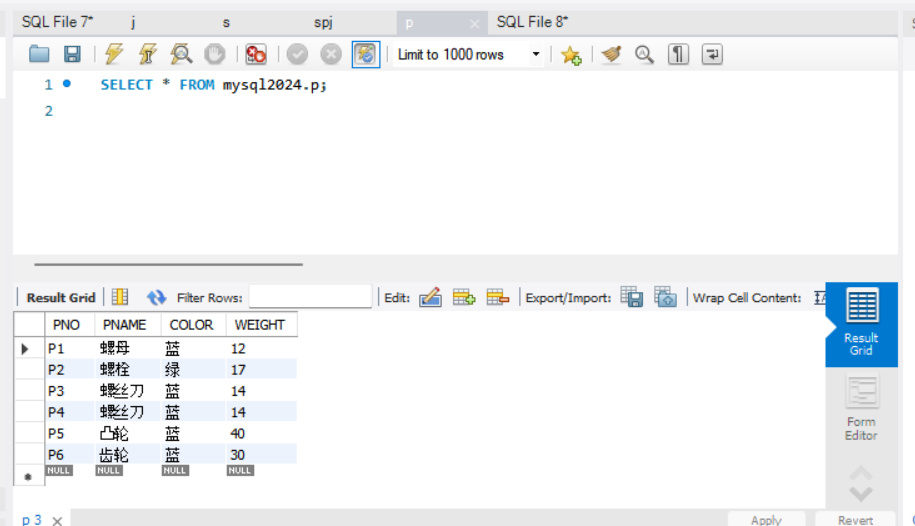 SQL File 7* j s spj p SQL File 8*
Limit to 1000 rows
1 SELECT * FROM mysql2024.p;
2
Result Grid Filter Rows: Edit: Export/Import: Wrap Cell Content:
PNO PNAME COLOR WEIGHT
P1 螺母 蓝 12
P2 螺栓 绿 17
P3 螺丝刀 蓝 14
P4 螺丝刀 蓝 14
P5 凸轮 蓝 40
P6 齿轮 蓝 30
NULL NULL NULL NULL
Result
Grid
Form
Editor
p 3 Apply Revert